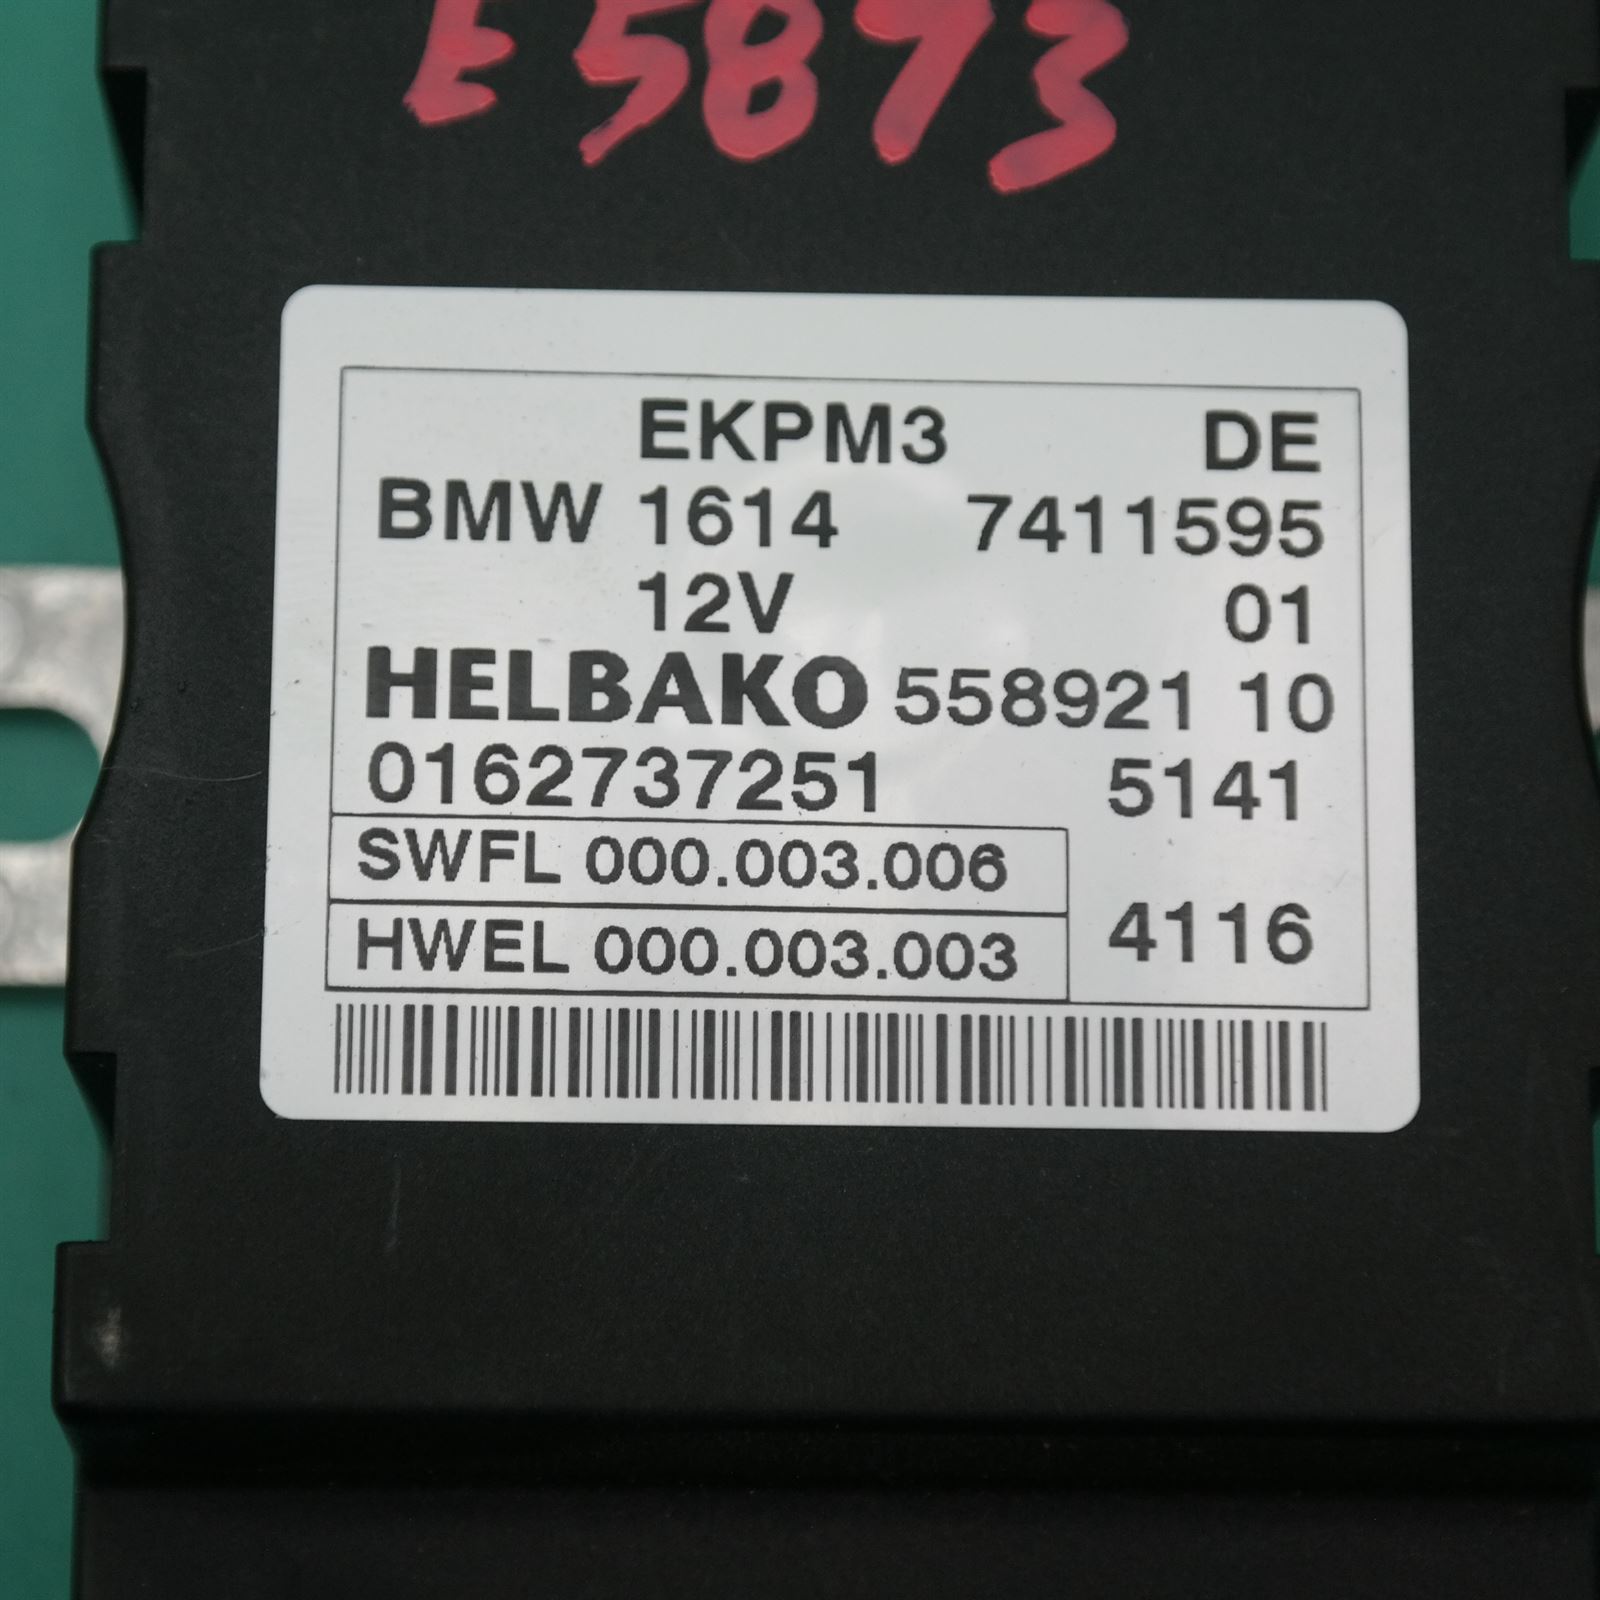 E5873
EKPM3 DE
BMW 1614 7411595
12V 01
HELBAKO 558921 10
0162737251 5141
SWFL 000.003.006
HWEL 000.003.003 4116